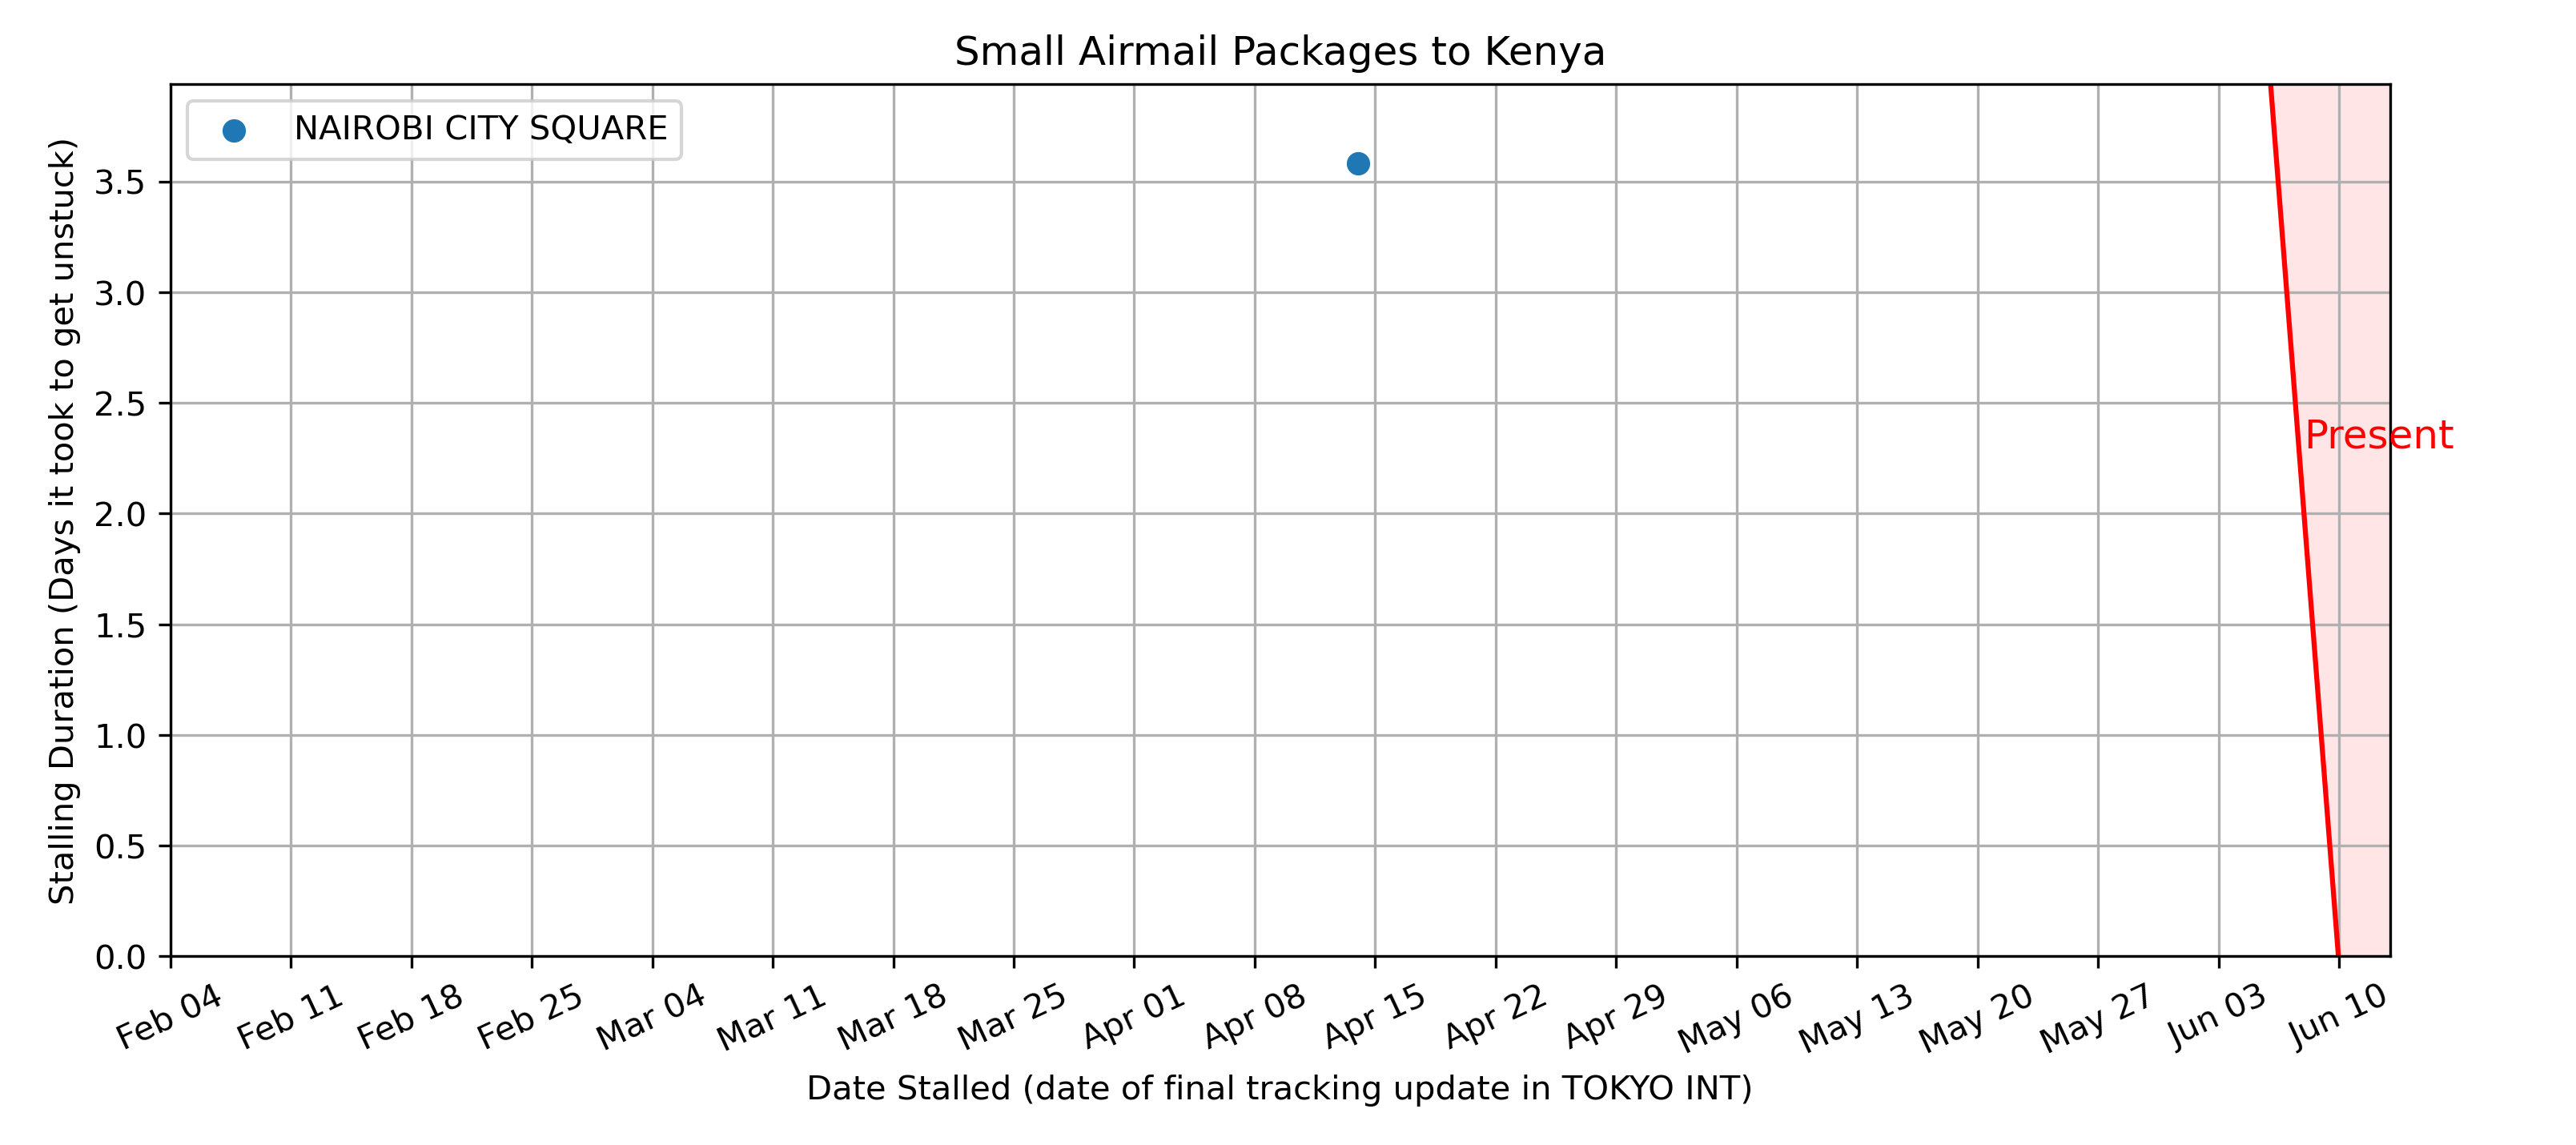 Small Airmail Packages to Kenya
NAIROBI CITY SQUARE
Stalling Duration (Days it took to get unstuck)
3.5
3.0
2.5
2.0
1.5
1.0
0.5
0.0
Present
Feb 04
Feb 11
Feb 18
Feb 25
Mar 04
Mar 11
Mar 18
Mar 25
Apr 01
Apr 08
Apr 15
Apr 22
Apr 29
May 06
May 13
May 20
May 27
Jun 03
Jun 10
Date Stalled (date of final tracking update in TOKYO INT)